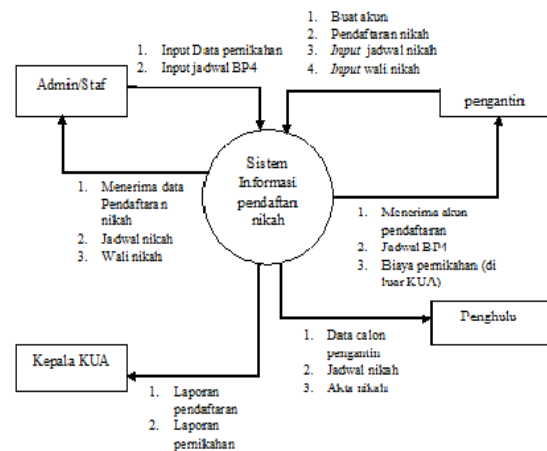 1. Input Data pernikahan
2. Input jadwal BP4
1. Buat akun
2. Pendaftaran nikah
3. Input jadwal nikah
4. Input wali nikah
Admin/Staf
pengantin
Sistem
Informasi
pendaftan
nikah
1. Menerima data
Pendaftaran
nikah
2. Jadwal nikah
3. Wali nikah
1. Menerima akun
pendaftaran
2. Jadwal BP4
3. Biaya pernikahan (di
luar KUA)
Penghulu
Kepala KUA
1. Data calon
pengantin
2. Jadwal nikah
3. Akta nikah
1. Laporan
pendaftaran
2. Laporan
pernikahan